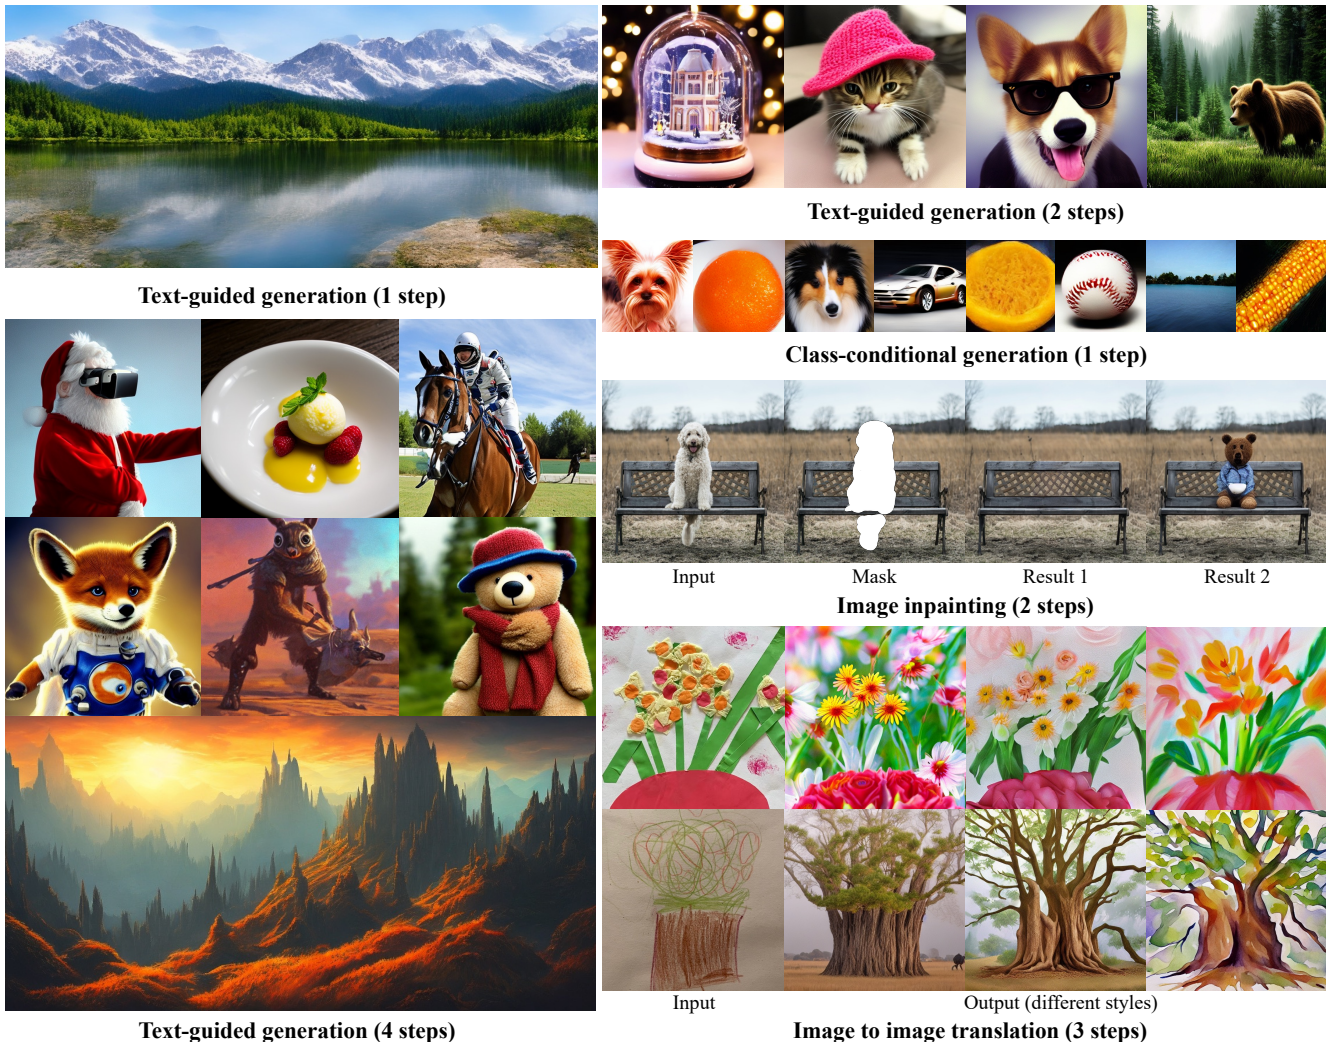 Text-guided generation (1 step)
Text-guided generation (2 steps)
Class-conditional generation (1 step)
Input
Mask
Result 1
Result 2
Image inpainting (2 steps)
Text-guided generation (4 steps)
Input
Output (different styles)
Image to image translation (3 steps)